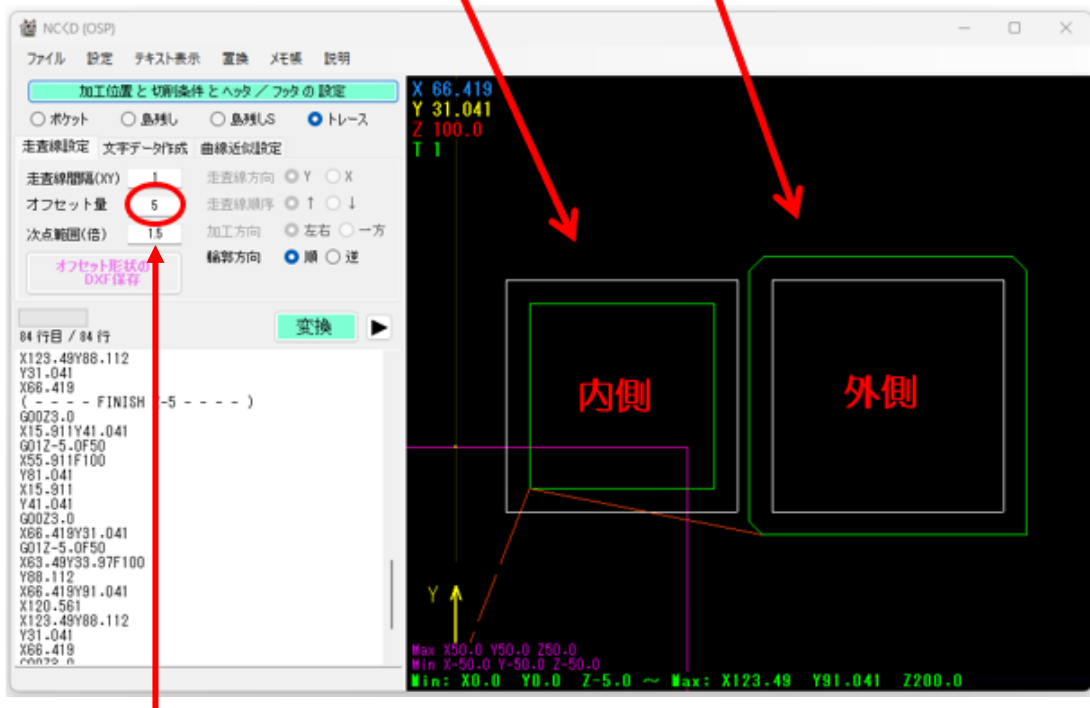 NCVCD (OSP)
ファイル 設定 テキスト表示 置換 メモ帳 説明
加工位置 と 切削条件 と ヘッダ / フッタ の 設定
ポケット 島残し 島残しS トレース
走査線設定 文字データ作成 曲線近似設定
走査線間隔(XY) 1 走査線方向 Y X
オフセット量 5 走査線順序 ↑ ↓
次点範囲(倍) 1.5 加工方向 左右 一方
輪郭方向 順 逆
オフセット形状の
DXF保存
変換
84 行目 / 84 行
X123.49Y88.112
Y31.041
X66.419
( - - - - FINISH -5 - - - - )
G00Z3.0
X15.911Y41.041
G01Z-5.0F50
X55.911F100
Y81.041
X15.911
Y41.041
G00Z3.0
X66.419Y31.041
G01Z-5.0F50
X63.49Y33.97F100
Y88.112
X66.419Y91.041
X120.561
X123.49Y88.112
Y31.041
X66.419
G00Z3.0
X 66.419
Y 31.041
Z 100.0
T 1
内側
外側
Y
Max X50.0 Y50.0 Z50.0
Min X-50.0 Y-50.0 Z-50.0
Min: X0.0 Y0.0 Z-5.0 ~ Max: X123.49 Y91.041 Z200.0